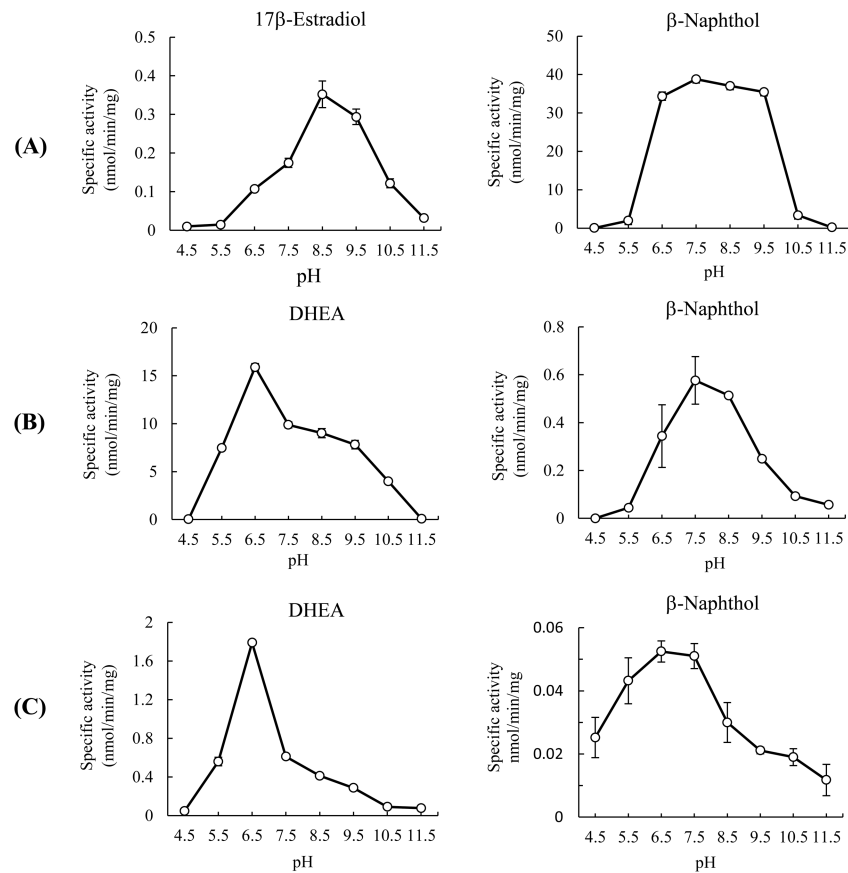 17β-Estradiol
Specific activity
(nmol/min/mg)
0.5
0.4
0.3
0.2
0.1
0
4.5 5.5 6.5 7.5 8.5 9.5 10.5 11.5
pH
β-Naphthol
Specific activity
(nmol/min/mg)
50
40
30
20
10
0
4.5 5.5 6.5 7.5 8.5 9.5 10.5 11.5
pH
(A)
DHEA
Specific activity
(nmol/min/mg)
20
15
10
5
0
4.5 5.5 6.5 7.5 8.5 9.5 10.5 11.5
pH
β-Naphthol
Specific activity
(nmol/min/mg)
0.8
0.6
0.4
0.2
0
4.5 5.5 6.5 7.5 8.5 9.5 10.5 11.5
pH
(B)
DHEA
Specific activity
(nmol/min/mg)
2
1.6
1.2
0.8
0.4
0
4.5 5.5 6.5 7.5 8.5 9.5 10.5 11.5
pH
β-Naphthol
Specific activity
nmol/min/mg
0.06
0.04
0.02
0
4.5 5.5 6.5 7.5 8.5 9.5 10.5 11.5
pH
(C)